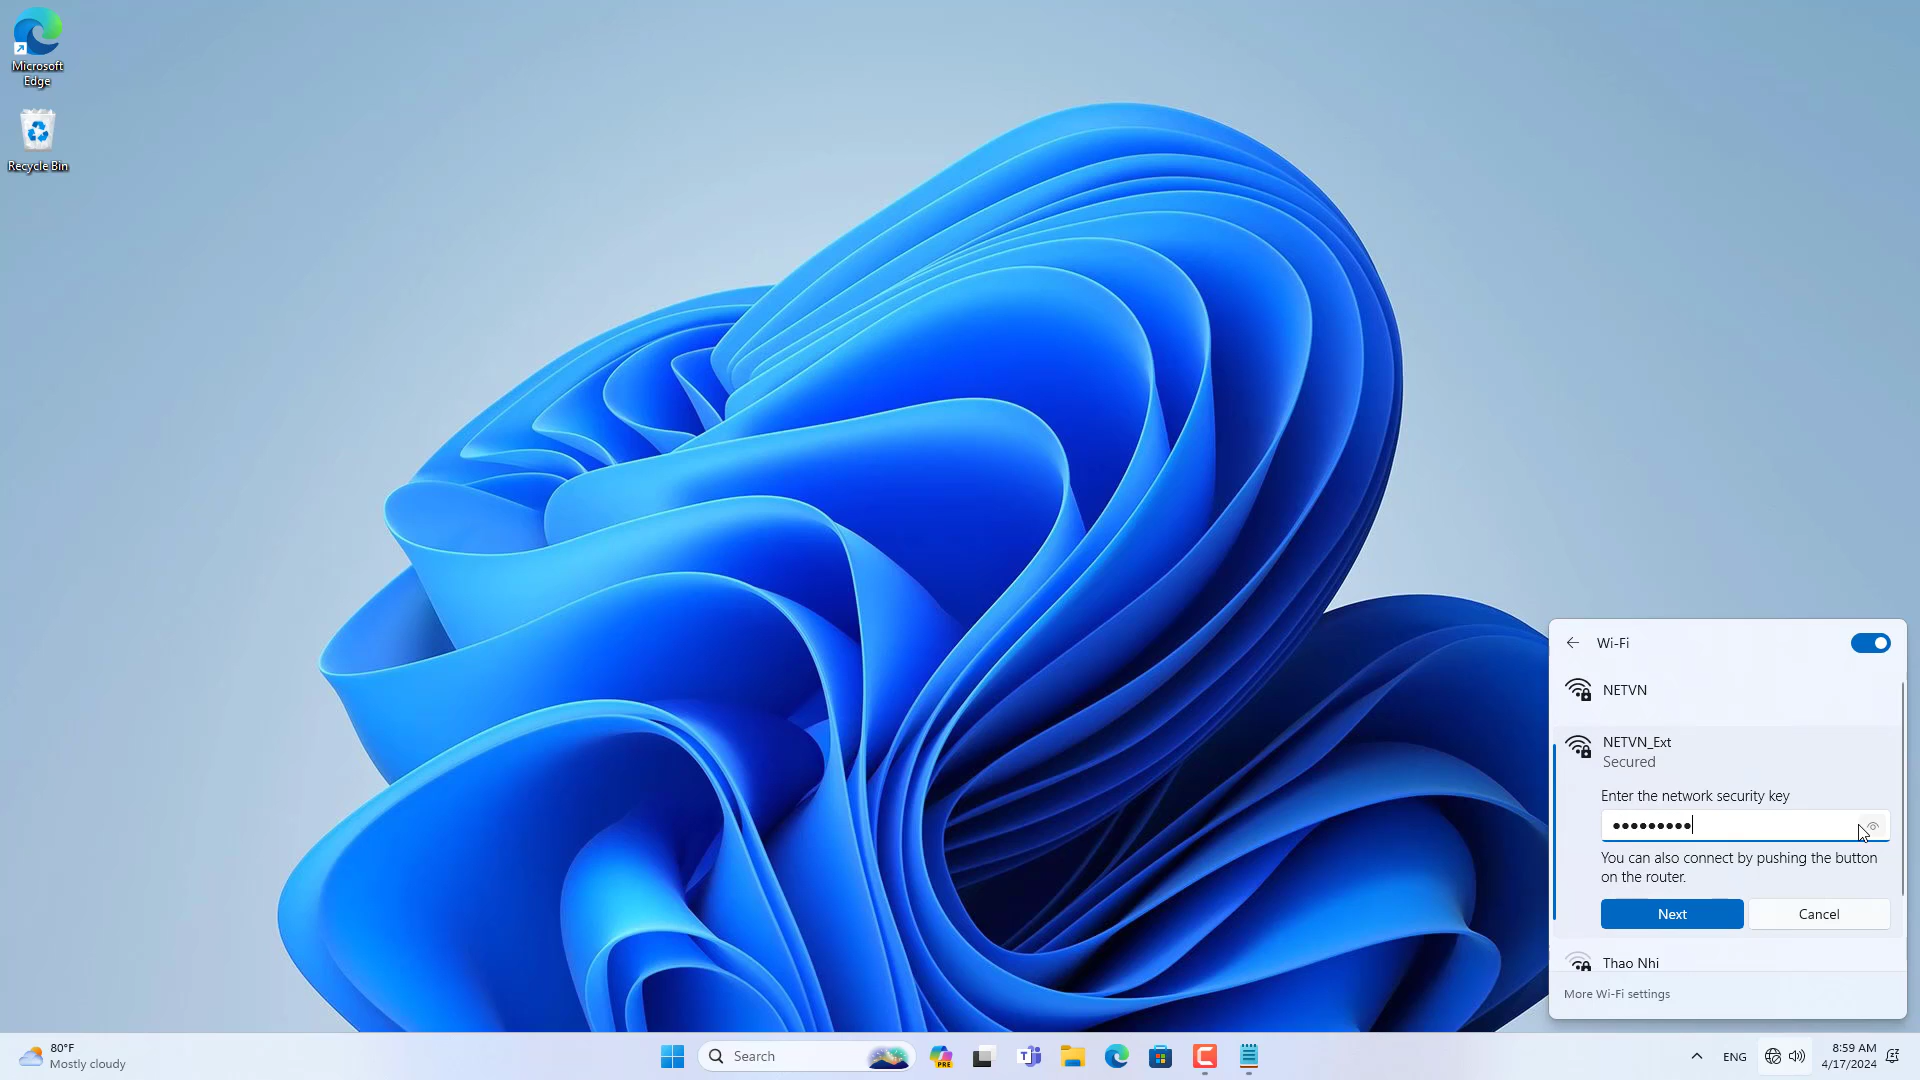 Microsoft
Edge
Recycle Bin
Wi-Fi
NETVN
NETVN_Ext
Secured
Enter the network security key
●●●●●●●●●
You can also connect by pushing the button
on the router.
Next
Cancel
Thao Nhi
More Wi-Fi settings
80°F
Mostly cloudy
Search
PRE
ENG
8:59 AM
4/17/2024